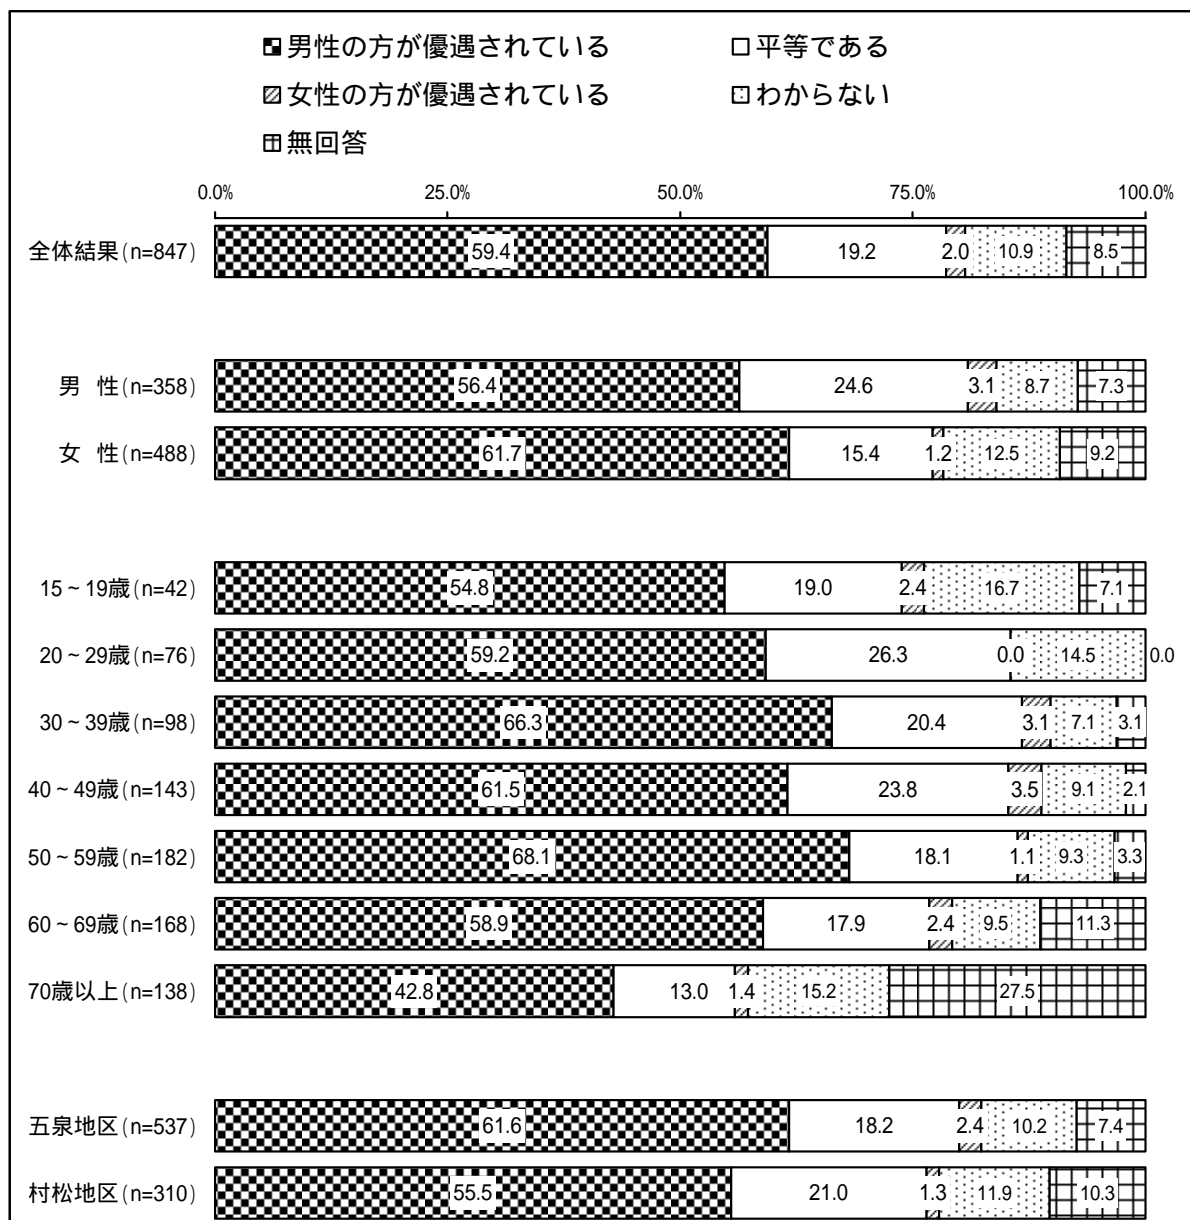 男性の方が優遇されている 平等である
女性の方が優遇されている わからない
無回答
0.0% 25.0% 50.0% 75.0% 100.0%
全体結果(n=847) 59.4 19.2 2.0 10.9 8.5
男 性(n=358) 56.4 24.6 3.1 8.7 7.3
女 性(n=488) 61.7 15.4 1.2 12.5 9.2
15~19歳(n=42) 54.8 19.0 2.4 16.7 7.1
20~29歳(n=76) 59.2 26.3 0.0 14.5 0.0
30~39歳(n=98) 66.3 20.4 3.1 7.1 3.1
40~49歳(n=143) 61.5 23.8 3.5 9.1 2.1
50~59歳(n=182) 68.1 18.1 1.1 9.3 3.3
60~69歳(n=168) 58.9 17.9 2.4 9.5 11.3
70歳以上(n=138) 42.8 13.0 1.4 15.2 27.5
五泉地区(n=537) 61.6 18.2 2.4 10.2 7.4
村松地区(n=310) 55.5 21.0 1.3 11.9 10.3